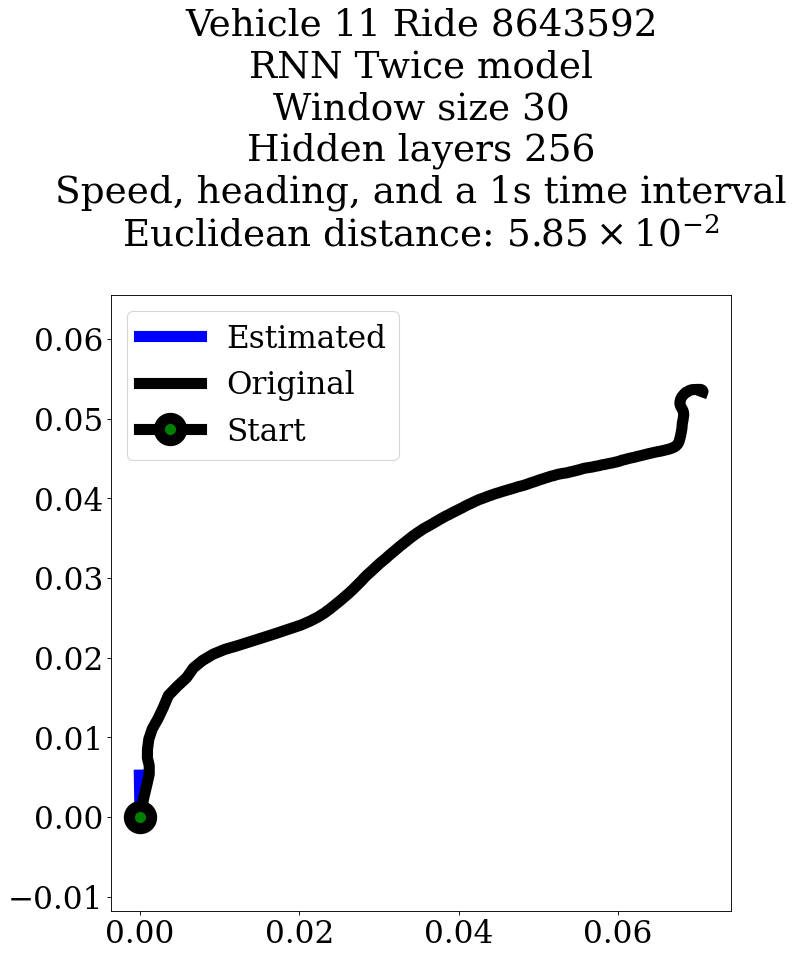 Vehicle 11 Ride 8643592
RNN Twice model
Window size 30
Hidden layers 256
Speed, heading, and a 1s time interval
Euclidean distance: 5.85 × 10⁻²
Estimated
Original
Start
0.06
0.05
0.04
0.03
0.02
0.01
0.00
−0.01
0.00 0.02 0.04 0.06